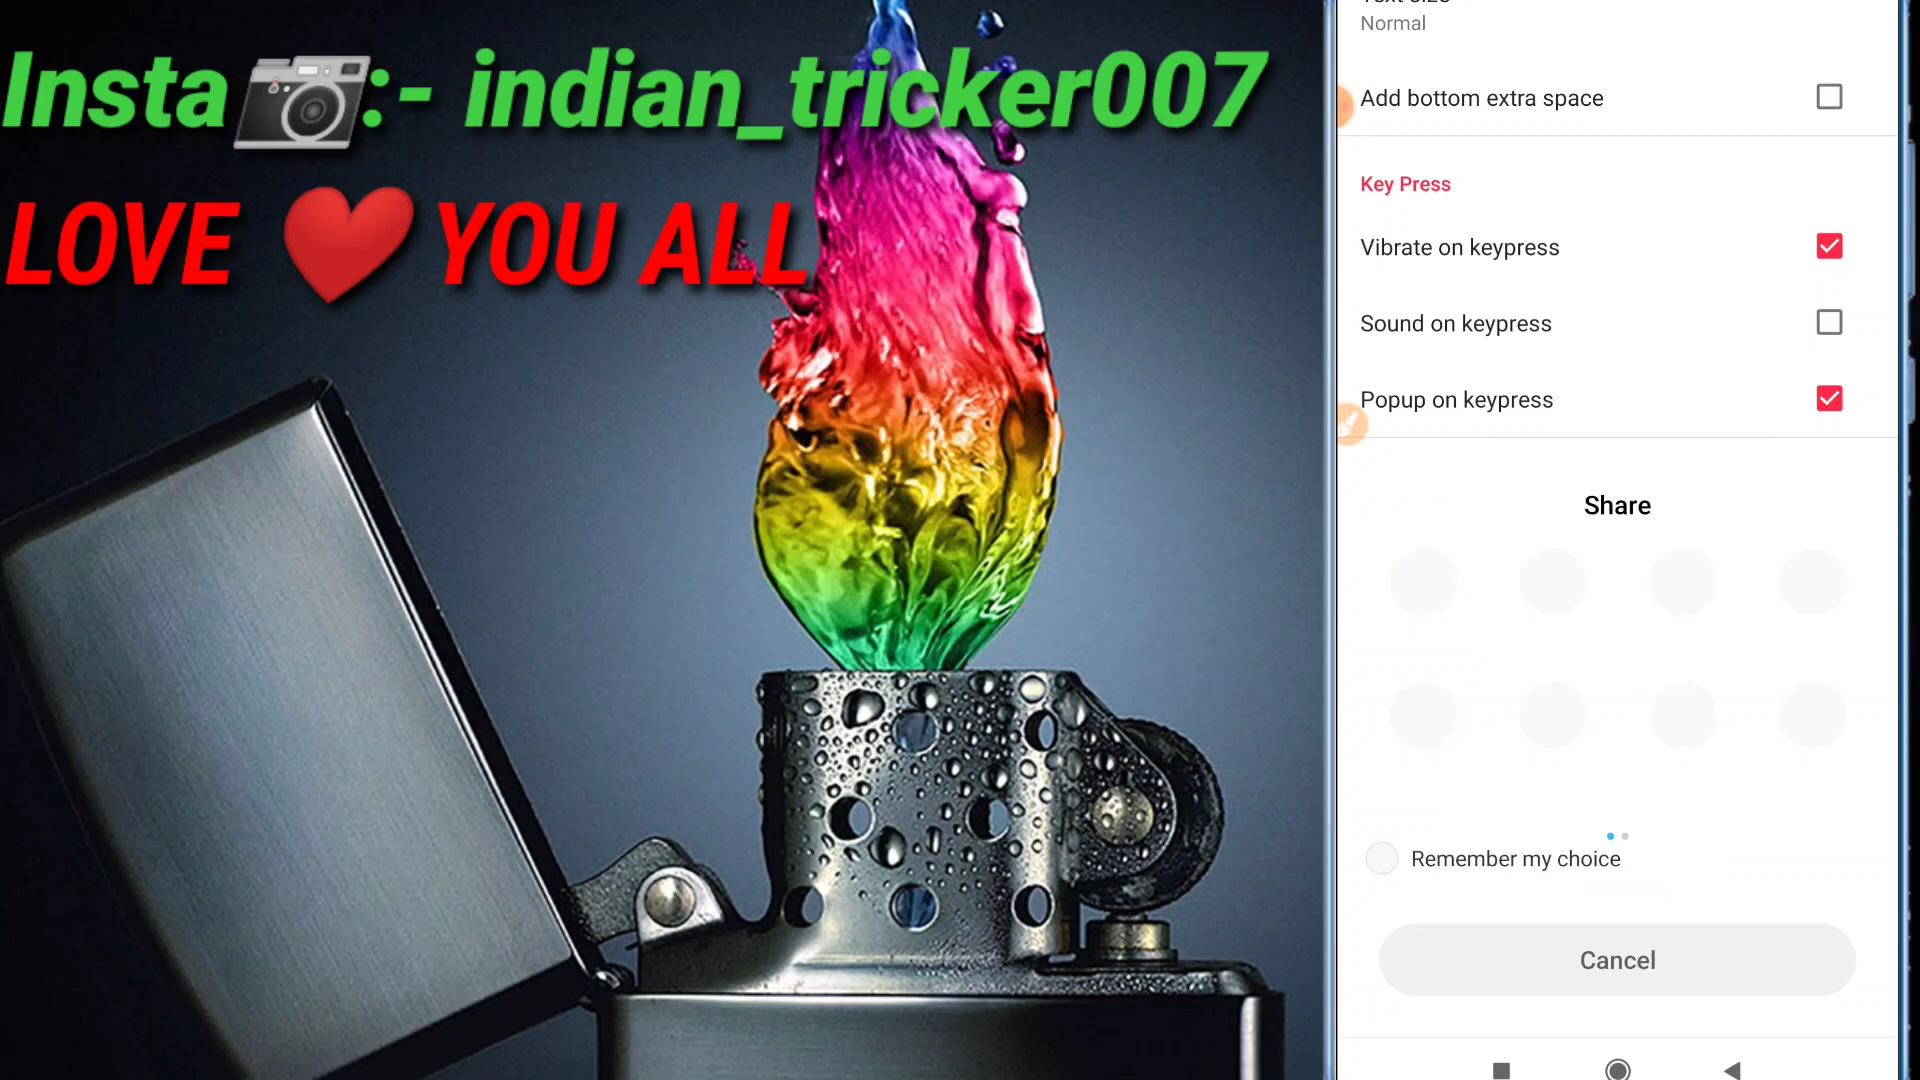 Insta📷:- indian_tricker007
LOVE ❤️ YOU ALL
Normal
Add bottom extra space
Key Press
Vibrate on keypress
Sound on keypress
Popup on keypress
Share
Remember my choice
Cancel